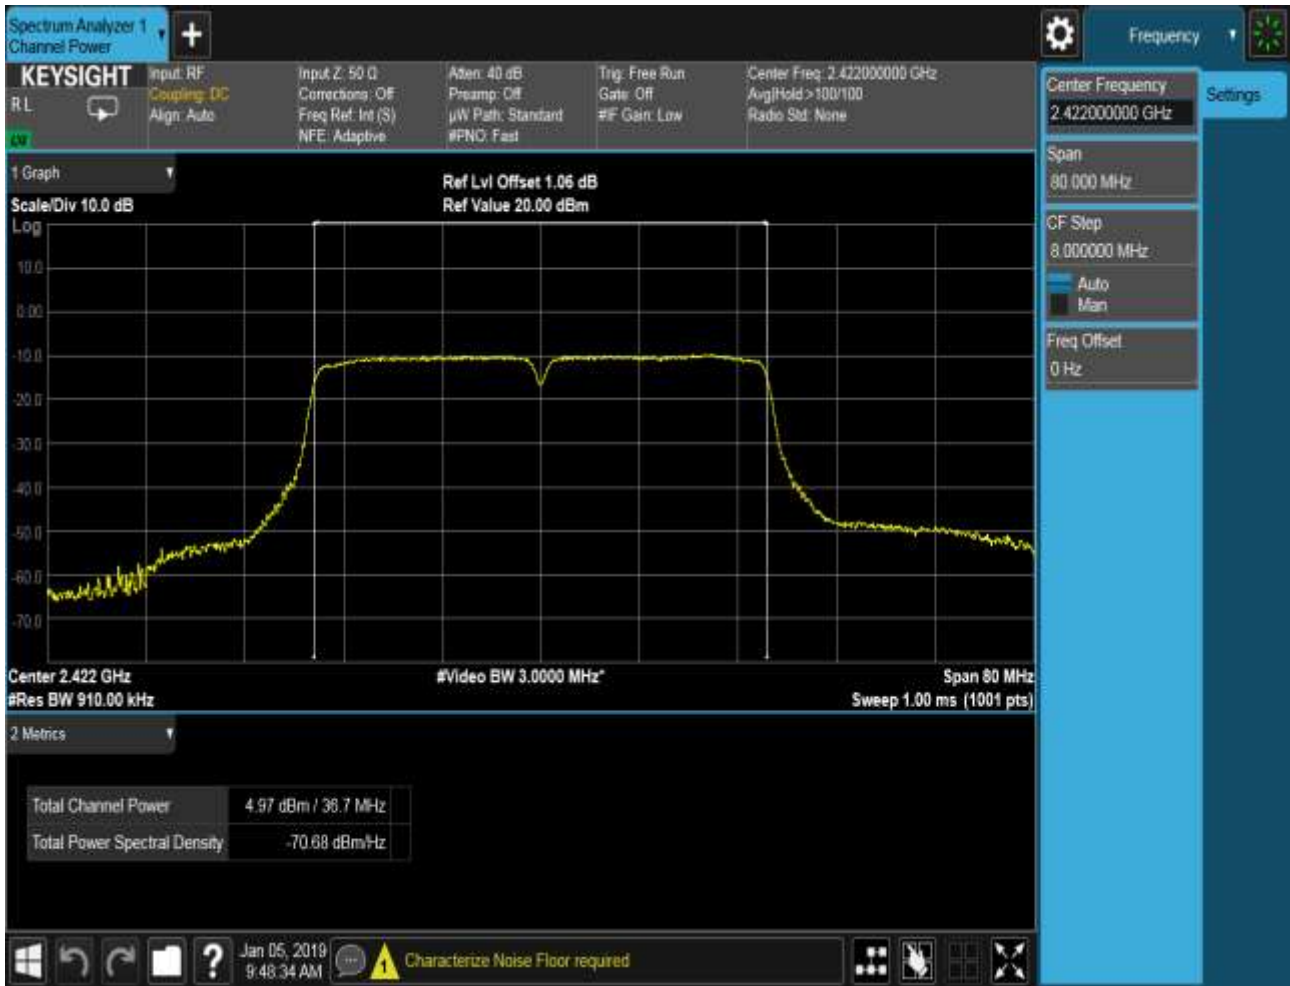 Spectrum Analyzer 1
Channel Power
Frequency
KEYSIGHT
RL
LXI
Input: RF
Coupling: DC
Align: Auto
Input Z: 50 Ω
Corrections: Off
Freq Ref: Int (S)
NFE: Adaptive
Atten: 40 dB
Preamp: Off
µW Path: Standard
#PNO: Fast
Trig: Free Run
Gate: Off
#IF Gain: Low
Center Freq: 2.422000000 GHz
Avg|Hold:>100/100
Radio Std: None
Center Frequency
2.422000000 GHz
Settings
Span
80.000 MHz
CF Step
8.000000 MHz
Auto
Man
Freq Offset
0 Hz
1 Graph
Scale/Div 10.0 dB
Ref Lvl Offset 1.06 dB
Ref Value 20.00 dBm
Log
10.0
0.00
-10.0
-20.0
-30.0
-40.0
-50.0
-60.0
-70.0
Center 2.422 GHz
#Video BW 3.0000 MHz*
Span 80 MHz
#Res BW 910.00 kHz
Sweep 1.00 ms (1001 pts)
2 Metrics
Total Channel Power 4.97 dBm / 36.7 MHz
Total Power Spectral Density -70.68 dBm/Hz
Jan 05, 2019
9:48:34 AM
1
Characterize Noise Floor required